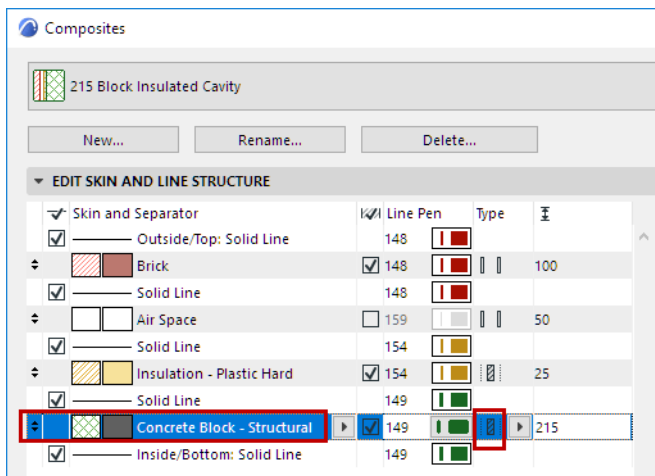 Composites
215 Block Insulated Cavity
New... Rename... Delete...
EDIT SKIN AND LINE STRUCTURE
Skin and Separator Line Pen Type
Outside/Top: Solid Line 148
Brick 148 100
Solid Line 148
Air Space 159 50
Solid Line 154
Insulation - Plastic Hard 154 25
Solid Line 149
Concrete Block - Structural 149 215
Inside/Bottom: Solid Line 149